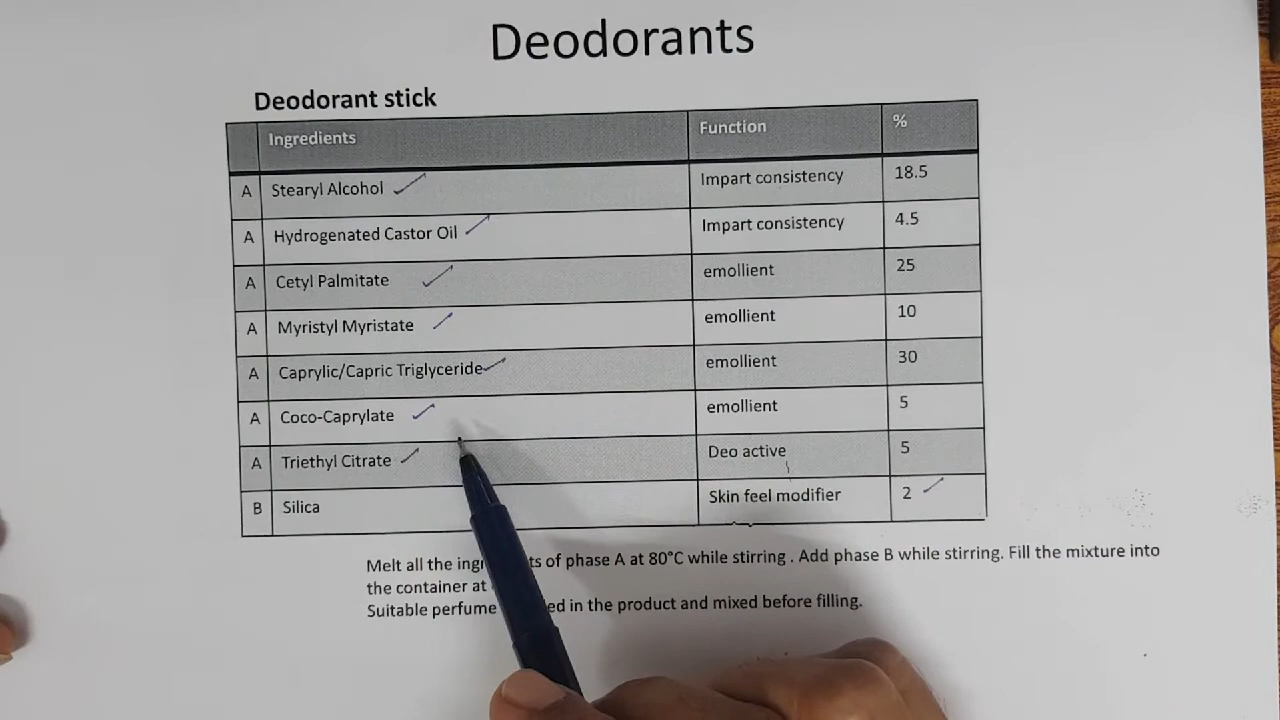 Deodorants
Deodorant stick
Ingredients Function %
A Stearyl Alcohol Impart consistency 18.5
A Hydrogenated Castor Oil Impart consistency 4.5
A Cetyl Palmitate emollient 25
A Myristyl Myristate emollient 10
A Caprylic/Capric Triglyceride emollient 30
A Coco-Caprylate emollient 5
A Triethyl Citrate Deo active 5
B Silica Skin feel modifier 2
Melt all the of phase A at 80°C while stirring . Add phase B while stirring. Fill the mixture into
the container at
Suitable perfume in the product and mixed before filling.